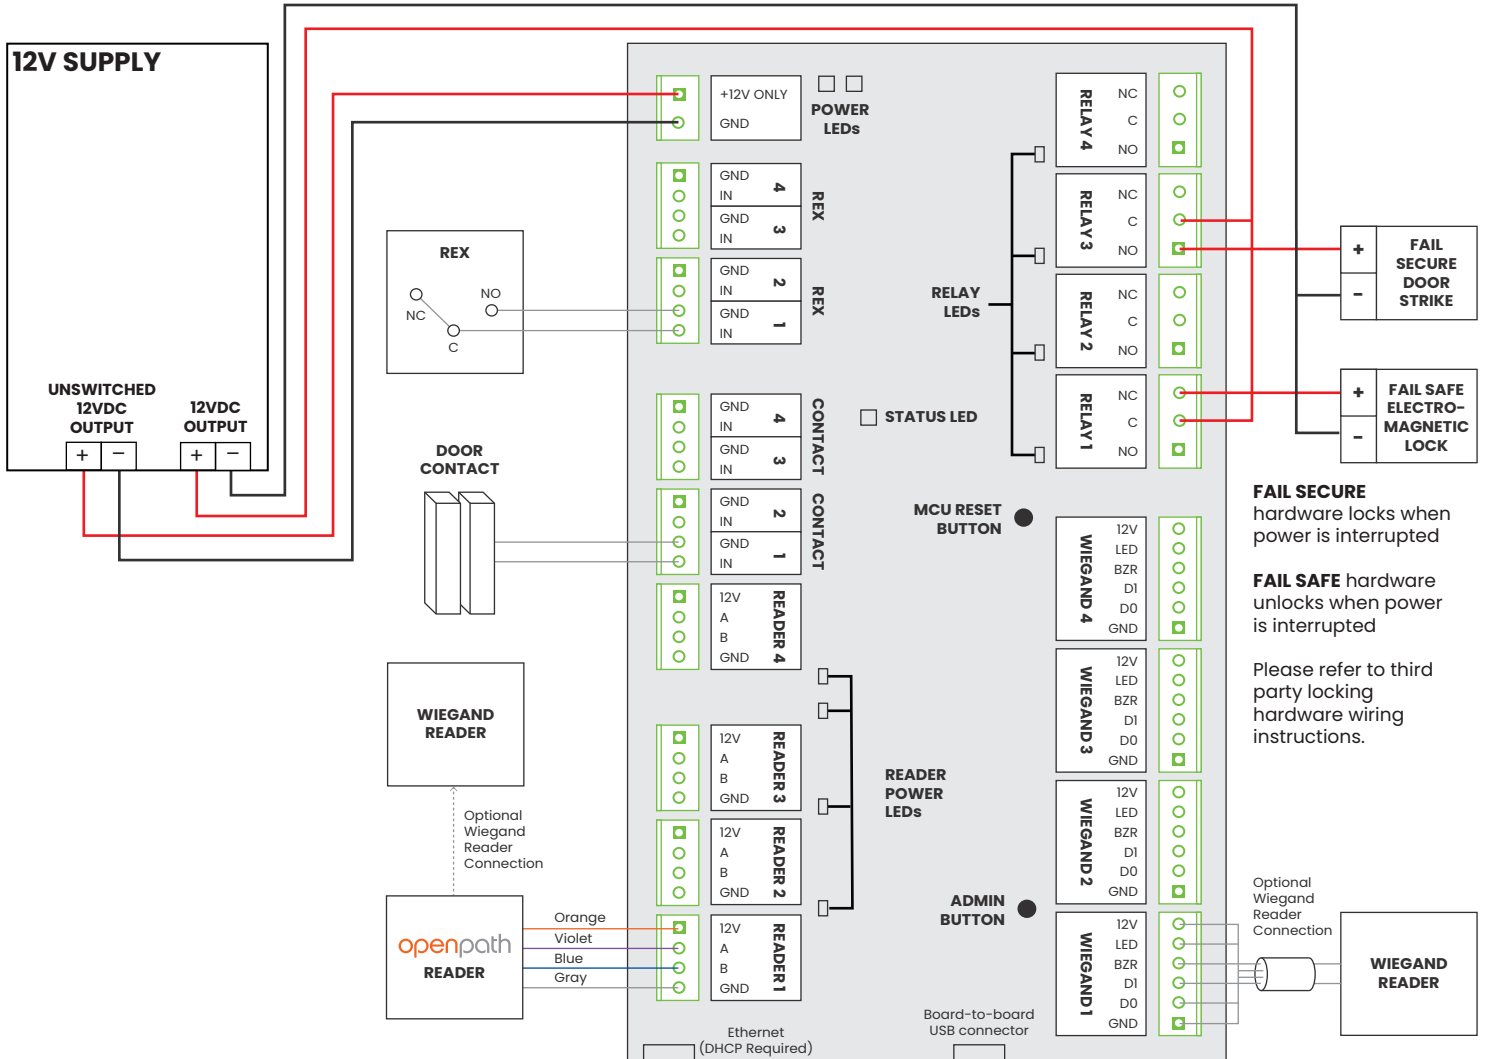 12V SUPPLY
UNSWITCHED
12VDC
OUTPUT
12VDC
OUTPUT
+
−
+
−
REX
NC
NO
C
DOOR
CONTACT
WIEGAND
READER
Optional
Wiegand
Reader
Connection
openpath
READER
Orange
Violet
Blue
Gray
+12V ONLY
GND
POWER
LEDs
GND
IN
4
GND
IN
3
REX
GND
IN
2
GND
IN
1
REX
GND
IN
4
GND
IN
3
CONTACT
GND
IN
2
GND
IN
1
CONTACT
12V
A
B
GND
READER 4
12V
A
B
GND
READER 3
12V
A
B
GND
READER 2
12V
A
B
GND
READER 1
READER
POWER
LEDs
Ethernet
(DHCP Required)
RELAY
LEDs
STATUS LED
MCU RESET
BUTTON
ADMIN
BUTTON
Board-to-board
USB connector
RELAY 4
NC
C
NO
RELAY 3
NC
C
NO
RELAY 2
NC
C
NO
RELAY 1
NC
C
NO
WIEGAND 4
12V
LED
BZR
D1
D0
GND
WIEGAND 3
12V
LED
BZR
D1
D0
GND
WIEGAND 2
12V
LED
BZR
D1
D0
GND
WIEGAND 1
12V
LED
BZR
D1
D0
GND
+
−
FAIL
SECURE
DOOR
STRIKE
+
−
FAIL SAFE
ELECTRO-
MAGNETIC
LOCK
FAIL SECURE
hardware locks when
power is interrupted
FAIL SAFE hardware
unlocks when power
is interrupted
Please refer to third
party locking
hardware wiring
instructions.
Optional
Wiegand
Reader
Connection
WIEGAND
READER